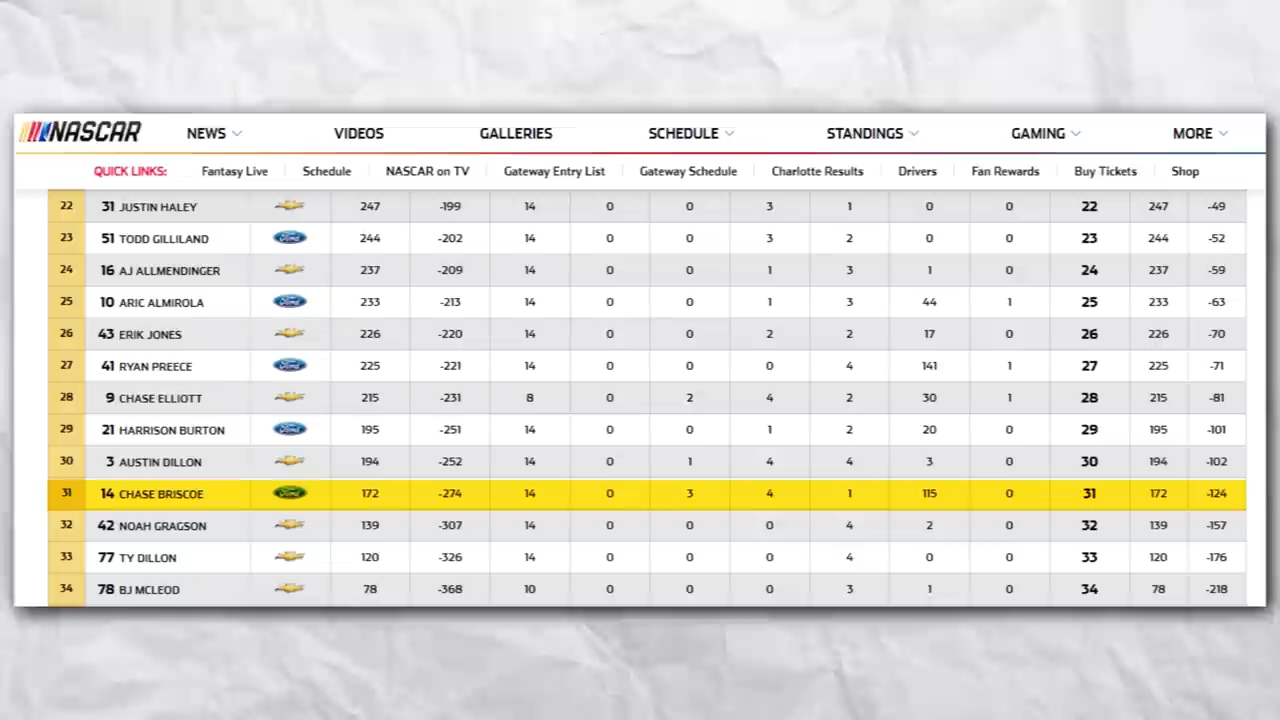 NASCAR NEWS VIDEOS GALLERIES SCHEDULE STANDINGS GAMING MORE
QUICK LINKS: Fantasy Live Schedule NASCAR on TV Gateway Entry List Gateway Schedule Charlotte Results Drivers Fan Rewards Buy Tickets Shop
22 31 JUSTIN HALEY 247 -199 14 0 0 3 1 0 0 22 247 -49
23 51 TODD GILLILAND Ford 244 -202 14 0 0 3 2 0 0 23 244 -52
24 16 AJ ALLMENDINGER 237 -209 14 0 0 1 3 1 0 24 237 -59
25 10 ARIC ALMIROLA Ford 233 -213 14 0 0 1 3 44 1 25 233 -63
26 43 ERIK JONES 226 -220 14 0 0 2 2 17 0 26 226 -70
27 41 RYAN PREECE Ford 225 -221 14 0 0 0 4 141 1 27 225 -71
28 9 CHASE ELLIOTT 215 -231 8 0 2 4 2 30 1 28 215 -81
29 21 HARRISON BURTON Ford 195 -251 14 0 0 1 2 20 0 29 195 -101
30 3 AUSTIN DILLON 194 -252 14 0 1 4 4 3 0 30 194 -102
31 14 CHASE BRISCOE Ford 172 -274 14 0 3 4 1 115 0 31 172 -124
32 42 NOAH GRAGSON 139 -307 14 0 0 0 4 2 0 32 139 -157
33 77 TY DILLON 120 -326 14 0 0 0 4 0 0 33 120 -176
34 78 BJ MCLEOD 78 -368 10 0 0 0 3 1 0 34 78 -218